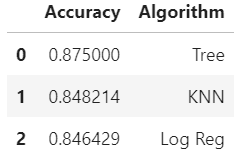 Accuracy Algorithm
0 0.875000 Tree
1 0.848214 KNN
2 0.846429 Log Reg